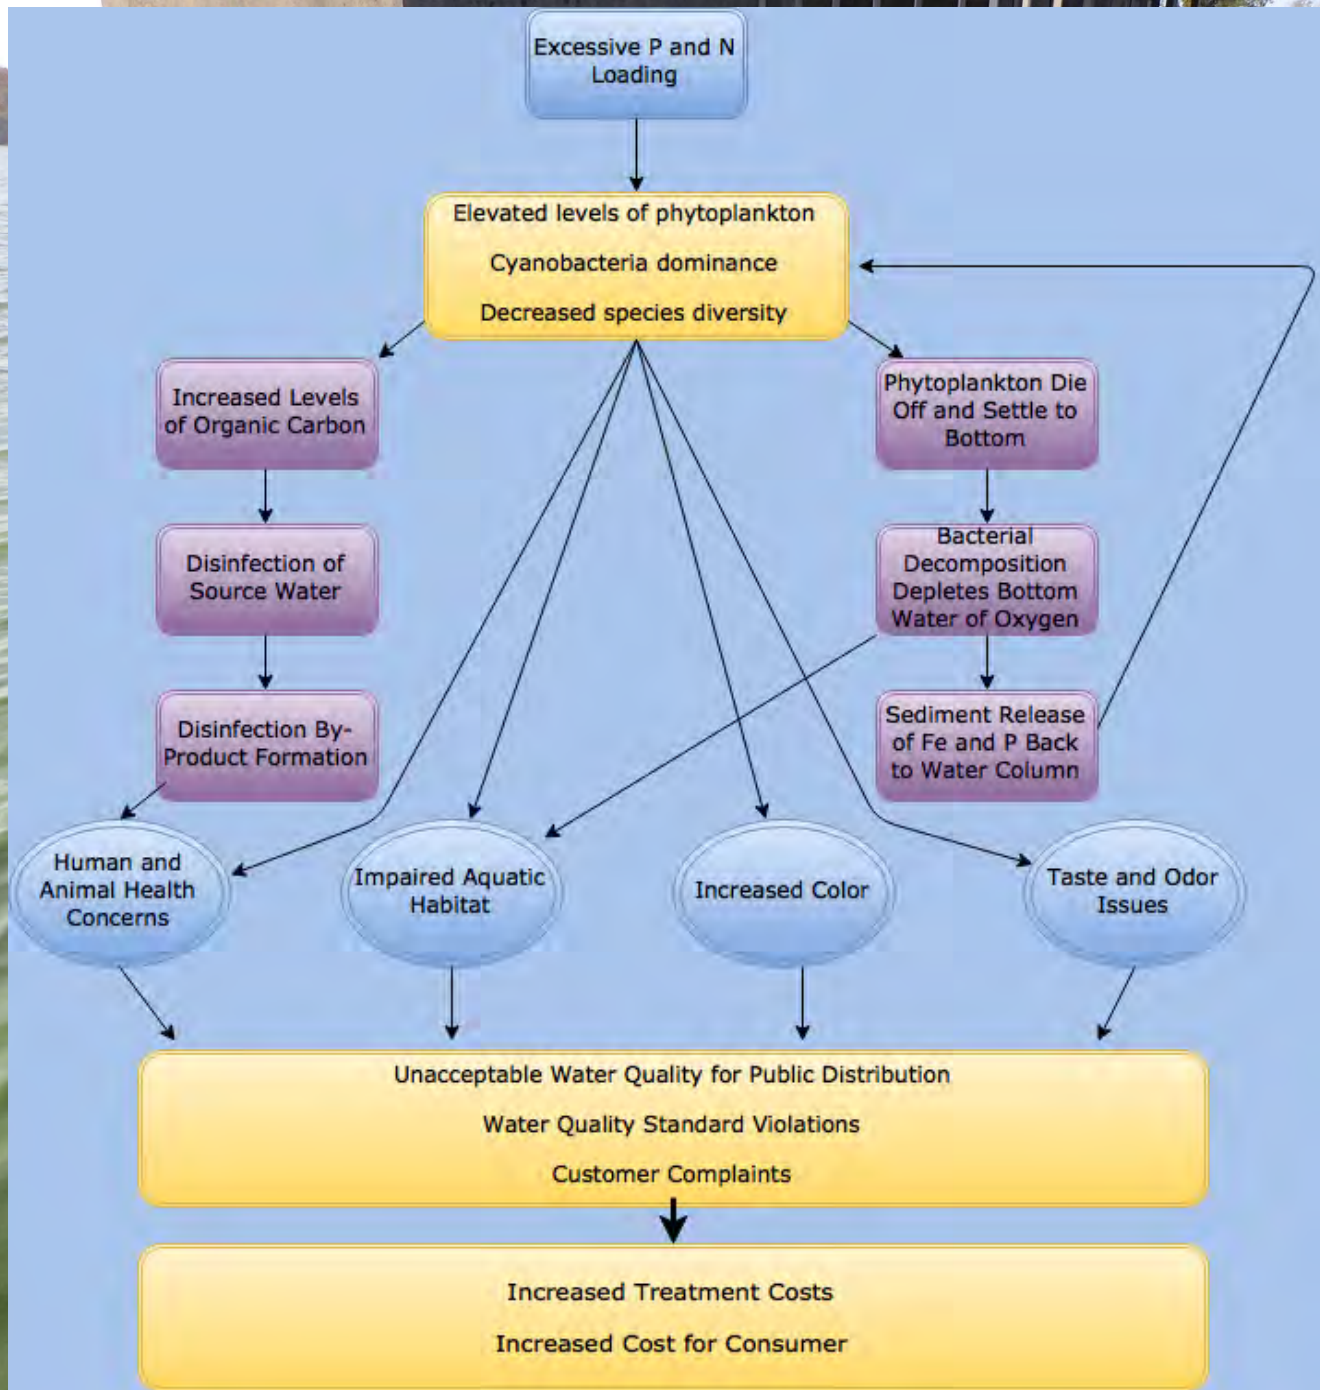 Excessive P and N
Loading
Elevated levels of phytoplankton
Cyanobacteria dominance
Decreased species diversity
Increased Levels
of Organic Carbon
Phytoplankton Die
Off and Settle to
Bottom
Disinfection of
Source Water
Bacterial
Decomposition
Depletes Bottom
Water of Oxygen
Disinfection By-
Product Formation
Sediment Release
of Fe and P Back
to Water Column
Human and
Animal Health
Concerns
Impaired Aquatic
Habitat
Increased Color
Taste and Odor
Issues
Unacceptable Water Quality for Public Distribution
Water Quality Standard Violations
Customer Complaints
Increased Treatment Costs
Increased Cost for Consumer